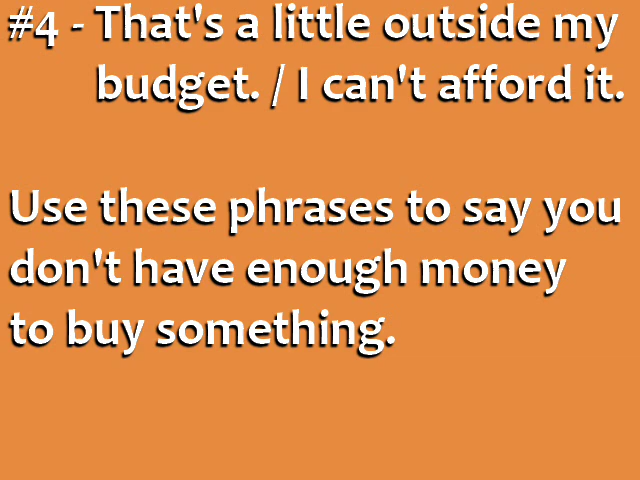 #4 - That's a little outside my
budget. / I can't afford it.
Use these phrases to say you
don't have enough money
to buy something.